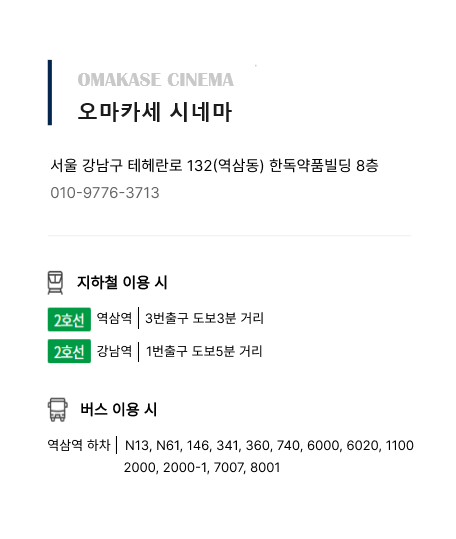 OMAKASE CINEMA
오마카세 시네마
서울 강남구 테헤란로 132(역삼동) 한독약품빌딩 8층
010-9776-3713
지하철 이용 시
2호선 역삼역 3번출구 도보3분 거리
2호선 강남역 1번출구 도보5분 거리
버스 이용 시
역삼역 하차 N13, N61, 146, 341, 360, 740, 6000, 6020, 1100
2000, 2000-1, 7007, 8001